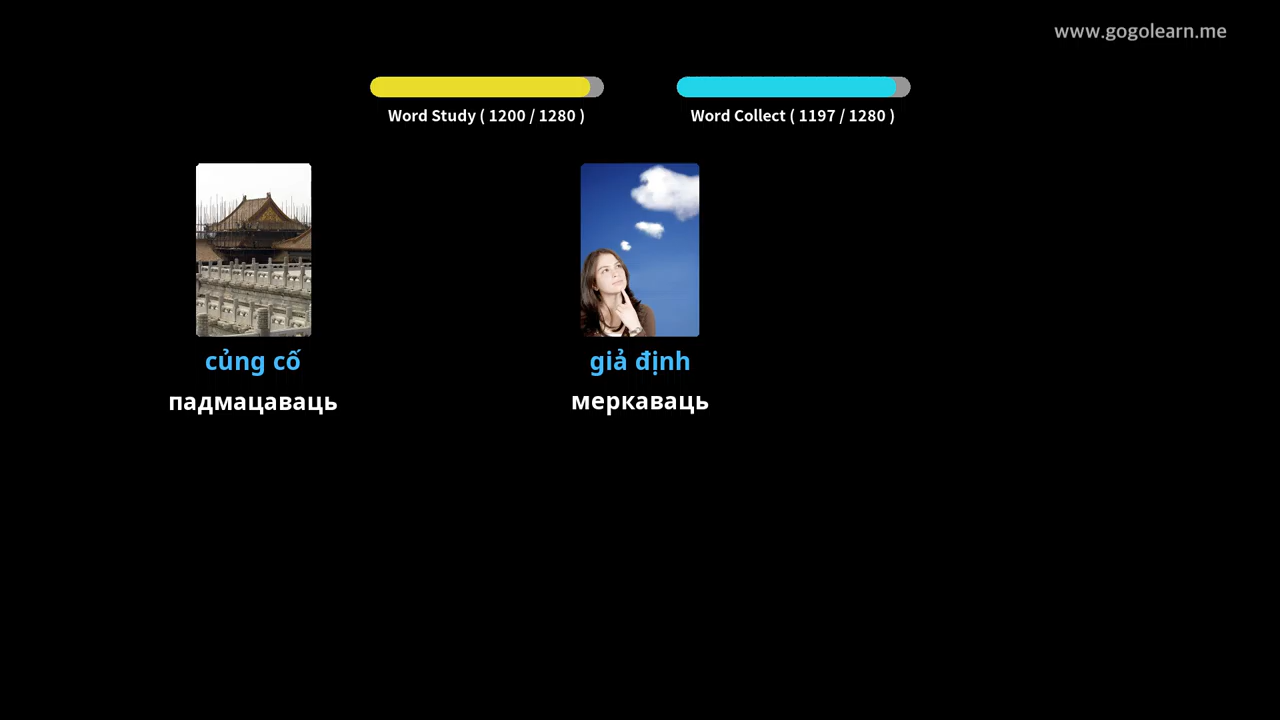 www.gogolearn.me
Word Study ( 1200 / 1280 )
Word Collect ( 1197 / 1280 )
củng cố
giả định
падмацаваць
меркаваць